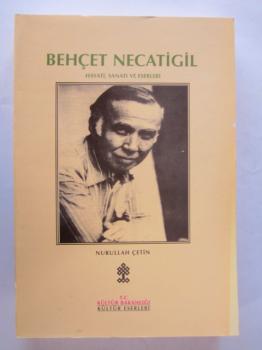 BEHÇET NECATİGİL
HAYATI, SANATI VE ESERLERİ
NURULLAH ÇETİN
T.C.
KÜLTÜR BAKANLIĞI
KÜLTÜR ESERLERİ